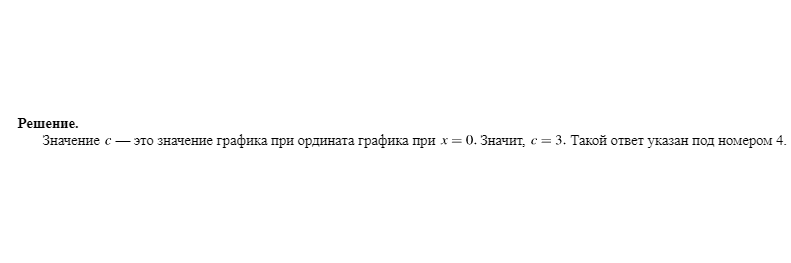 Решение.
Значение c — это значение графика при ордината графика при x = 0. Значит, c = 3. Такой ответ указан под номером 4.